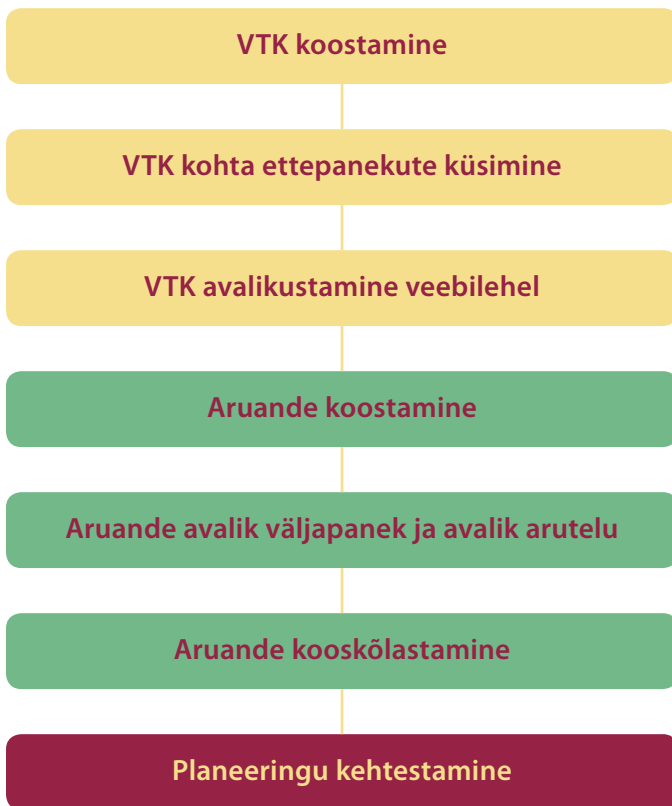 VTK koostamine
VTK kohta ettepanekute küsimine
VTK avalikustamine veebilehel
Aruande koostamine
Aruande avalik väljapanek ja avalik arutelu
Aruande kooskõlastamine
Planeeringu kehtestamine